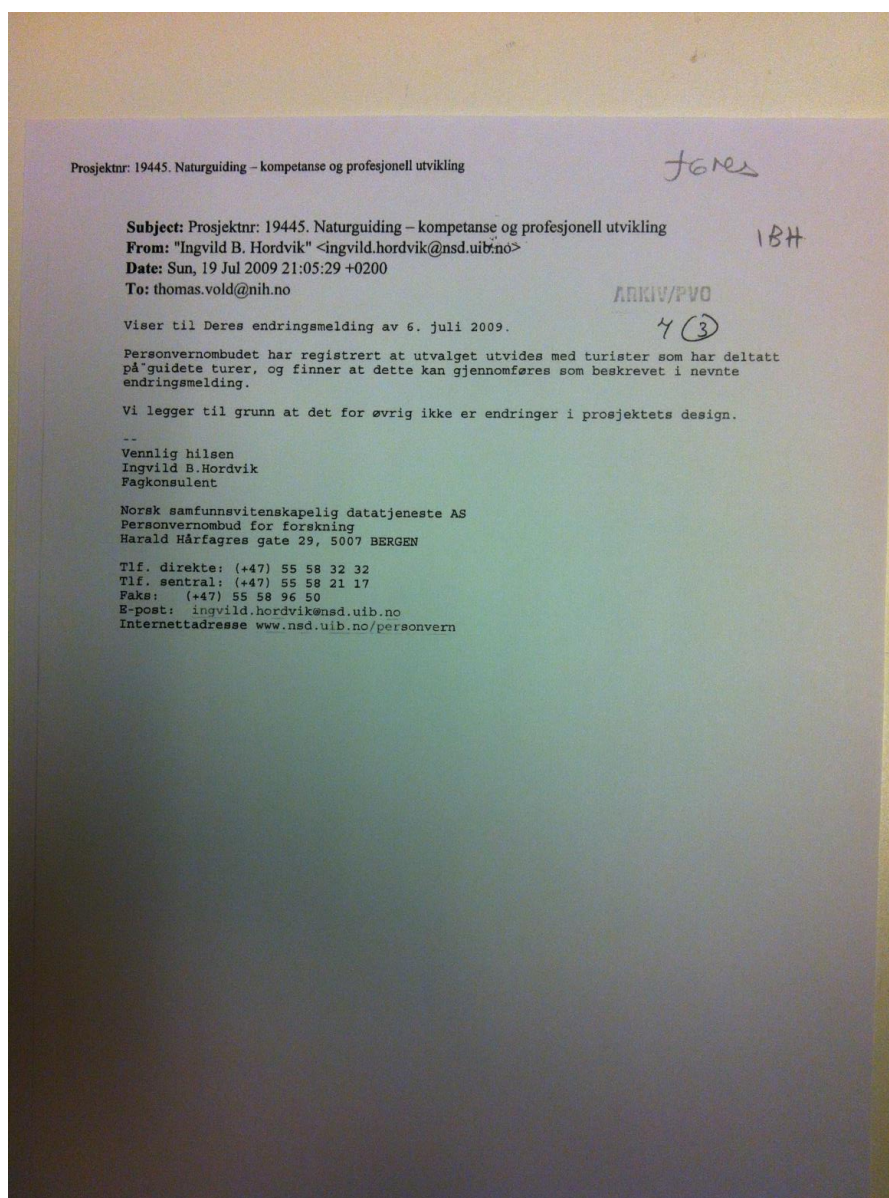 Prosjektnr: 19445. Naturguiding – kompetanse og profesjonell utvikling
Subject: Prosjektnr: 19445. Naturguiding – kompetanse og profesjonell utvikling
IBH
From: "Ingvild B. Hordvik" <ingvild.hordvik@nsd.uib.no>
Date: Sun, 19 Jul 2009 21:05:29 +0200
To: thomas.vold@nih.no
ARKIV/PVO
Viser til Deres endringsmelding av 6. juli 2009.
4 (3)
Personvernombudet har registrert at utvalget utvides med turister som har deltatt
på guidete turer, og finner at dette kan gjennomføres som beskrevet i nevnte
endringsmelding.
Vi legger til grunn at det for øvrig ikke er endringer i prosjektets design.
--
Vennlig hilsen
Ingvild B.Hordvik
Fagkonsulent
Norsk samfunnsvitenskapelig datatjeneste AS
Personvernombud for forskning
Harald Hårfagres gate 29, 5007 BERGEN
Tlf. direkte: (+47) 55 58 32 32
Tlf. sentral: (+47) 55 58 21 17
Faks: (+47) 55 58 96 50
E-post: ingvild.hordvik@nsd.uib.no
Internettadresse www.nsd.uib.no/personvern